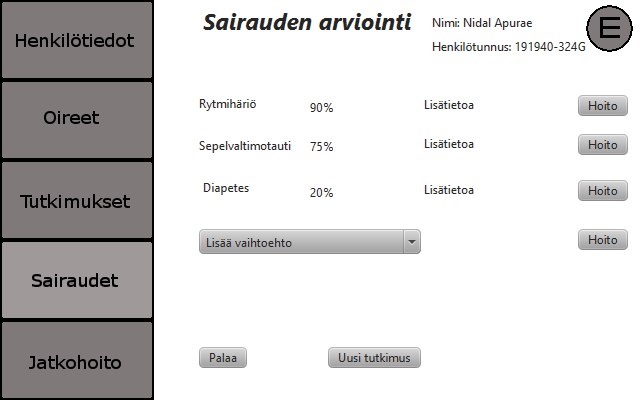 Henkilötiedot
Oireet
Tutkimukset
Sairaudet
Jatkohoito
Sairauden arviointi
Nimi: Nidal Apurae
Henkilötunnus: 191940-324G
E
Rytmihäriö 90% Lisätietoa Hoito
Sepelvaltimotauti 75% Lisätietoa Hoito
Diapetes 20% Lisätietoa Hoito
Lisää vaihtoehto Hoito
Palaa Uusi tutkimus